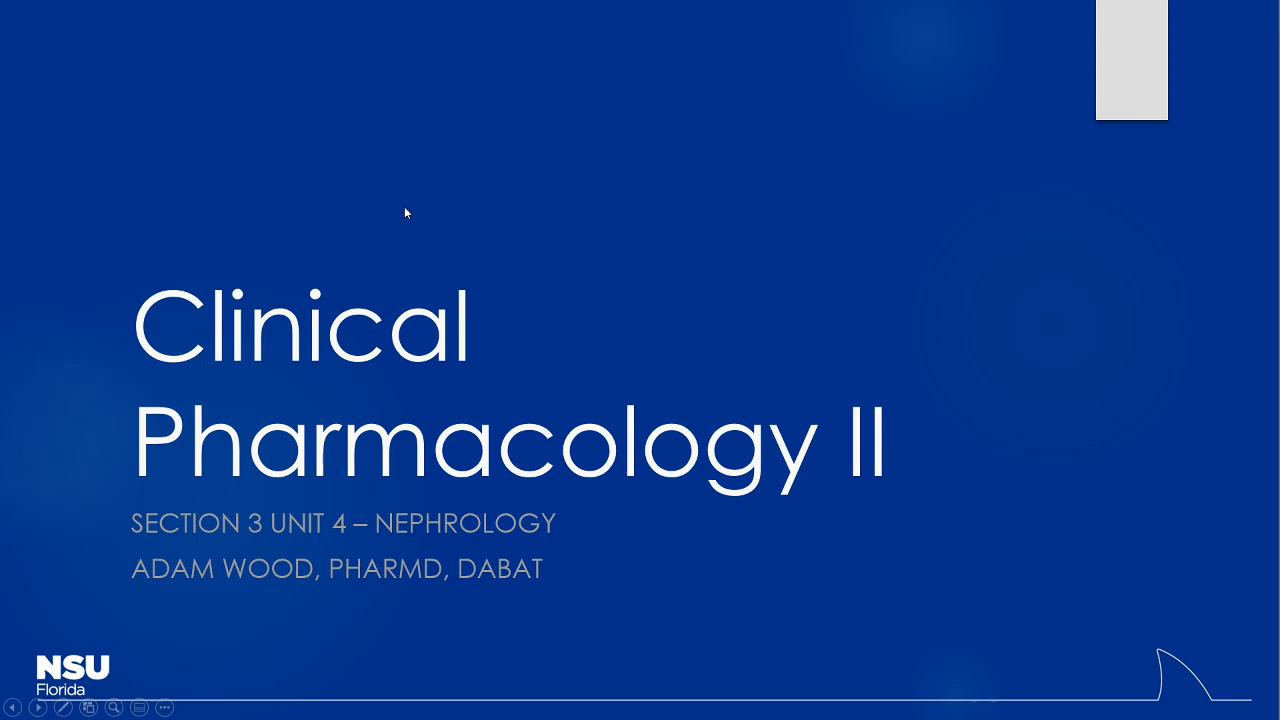 Clinical
Pharmacology II
SECTION 3 UNIT 4 – NEPHROLOGY
ADAM WOOD, PHARMD, DABAT
NSU
Florida